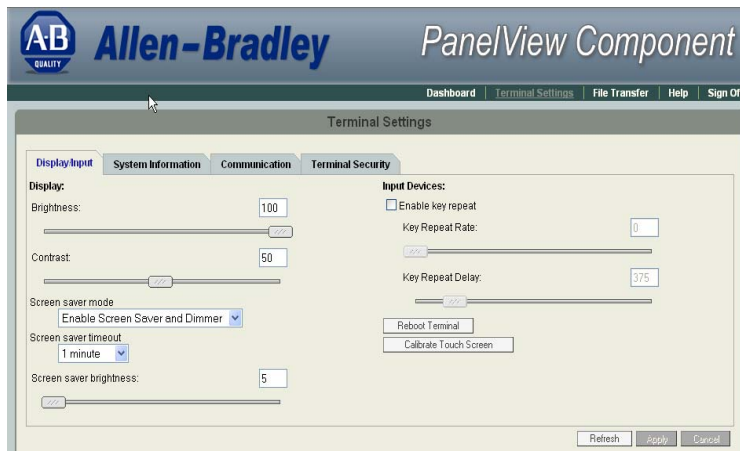 A·B
QUALITY
Allen-Bradley
PanelView Component
Dashboard | Terminal Settings | File Transfer | Help | Sign Of
Terminal Settings
Display/Input
System Information
Communication
Terminal Security
Display:
Brightness:
100
Contrast:
50
Screen saver mode
Enable Screen Saver and Dimmer
Screen saver timeout
1 minute
Screen saver brightness:
5
Input Devices:
Enable key repeat
Key Repeat Rate:
0
Key Repeat Delay:
375
Reboot Terminal
Calibrate Touch Screen
Refresh
Apply
Cancel